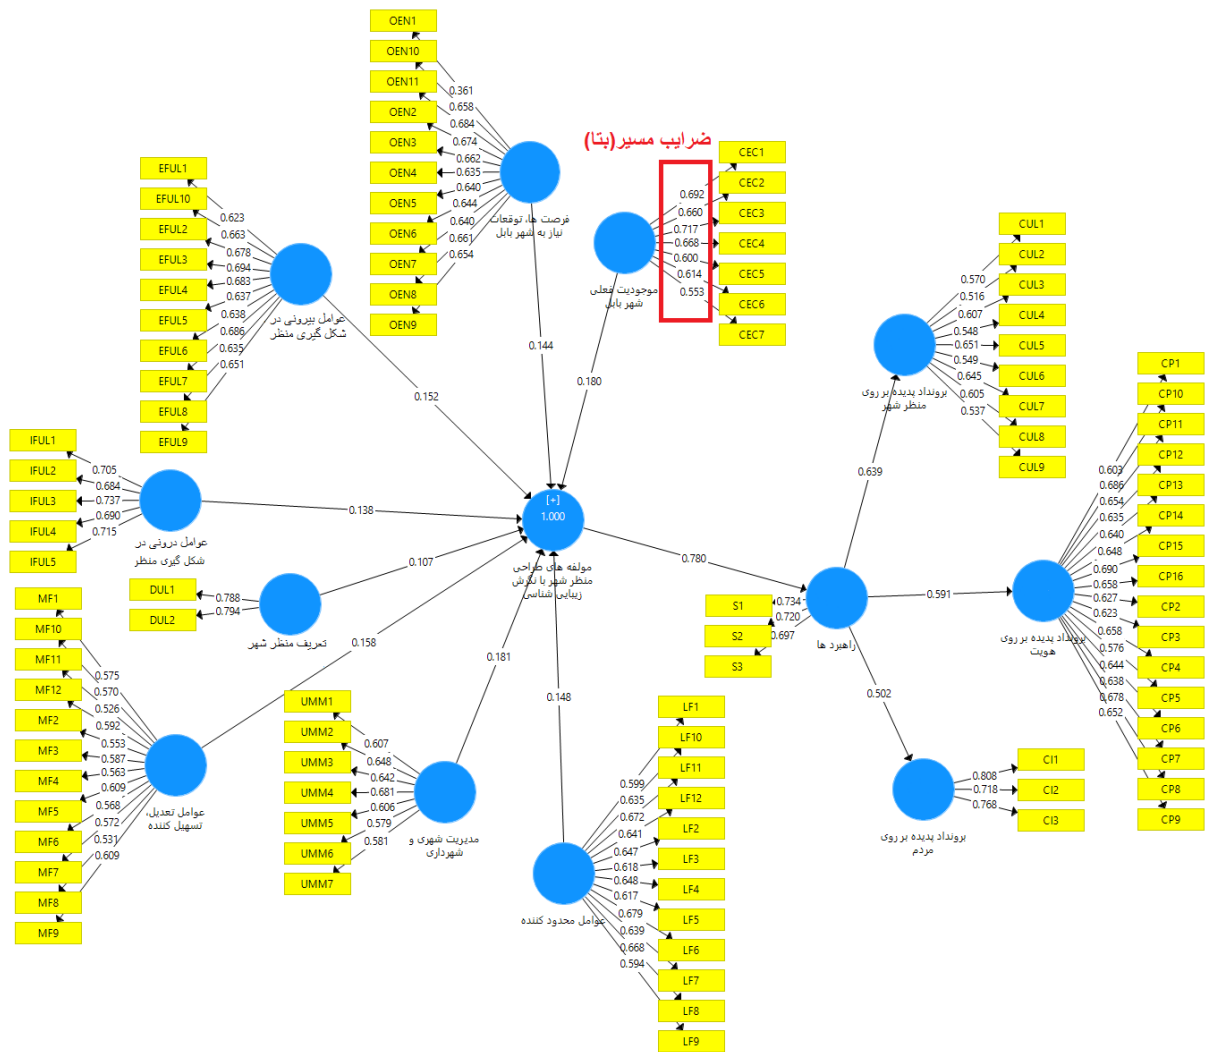 OEN1
OEN10
OEN11
OEN2
OEN3
OEN4
OEN5
OEN6
OEN7
OEN8
OEN9
0.361
0.658
0.684
0.674
0.662
0.635
0.640
0.644
0.640
0.661
0.654
فرصت ها، توقعات
نیاز به شهر بابل
0.144
ضرایب مسیر(بتا)
CEC1
CEC2
CEC3
CEC4
CEC5
CEC6
CEC7
0.692
0.660
0.717
0.668
0.600
0.614
0.553
موجودیت فعلی
شهر بابل
0.180
EFUL1
EFUL10
EFUL2
EFUL3
EFUL4
EFUL5
EFUL6
EFUL7
EFUL8
EFUL9
0.623
0.663
0.678
0.694
0.683
0.637
0.638
0.686
0.635
0.651
عوامل بیرونی در
شکل گیری منظر
0.152
IFUL1
IFUL2
IFUL3
IFUL4
IFUL5
0.705
0.684
0.737
0.690
0.715
عوامل درونی در
شکل گیری منظر
0.138
[+]
1.000
مولفه های طراحی
منظر شهر با نگرش
زیبایی شناسی
DUL1
DUL2
0.788
0.794
تعریف منظر شهر
0.107
MF1
MF10
MF11
MF12
MF2
MF3
MF4
MF5
MF6
MF7
MF8
MF9
0.575
0.570
0.526
0.592
0.553
0.587
0.563
0.609
0.568
0.572
0.531
0.609
عوامل تعدیل،
تسهیل کننده
0.158
UMM1
UMM2
UMM3
UMM4
UMM5
UMM6
UMM7
0.607
0.648
0.642
0.681
0.606
0.579
0.581
مدیریت شهری و
شهرداری
0.181
LF1
LF10
LF11
LF12
LF2
LF3
LF4
LF5
LF6
LF7
LF8
LF9
0.599
0.635
0.672
0.641
0.647
0.618
0.648
0.617
0.679
0.639
0.668
0.594
عوامل محدود کننده
0.148
0.780
S1
S2
S3
0.734
0.720
0.697
راهبرد ها
0.639
0.591
0.502
CUL1
CUL2
CUL3
CUL4
CUL5
CUL6
CUL7
CUL8
CUL9
0.570
0.516
0.607
0.548
0.651
0.549
0.645
0.605
0.537
برونداد پدیده بر روی
منظر شهر
CP1
CP10
CP11
CP12
CP13
CP14
CP15
CP16
CP2
CP3
CP4
CP5
CP6
CP7
CP8
CP9
0.603
0.686
0.654
0.635
0.640
0.648
0.690
0.658
0.627
0.623
0.658
0.576
0.644
0.638
0.678
0.652
برونداد پدیده بر روی
هویت
CI1
CI2
CI3
0.808
0.718
0.768
برونداد پدیده بر روی
مردم